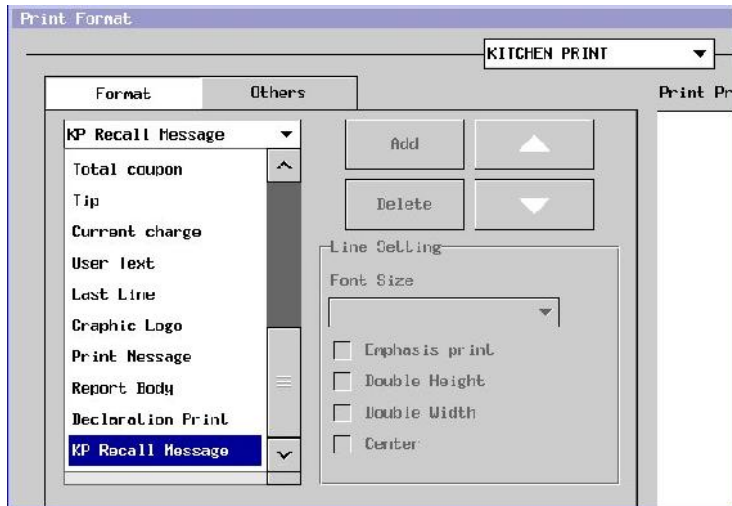 Print Format
KITCHEN PRINT
Format
Others
Print Pr
KP Recall Message
Add
Total coupon
Tip
Delete
Current charge
User Text
Line Setting
Last Line
Font Size
Graphic Logo
Print Message
Emphasis print
Report Body
Double Height
Declaration Print
Double Width
KP Recall Message
Center